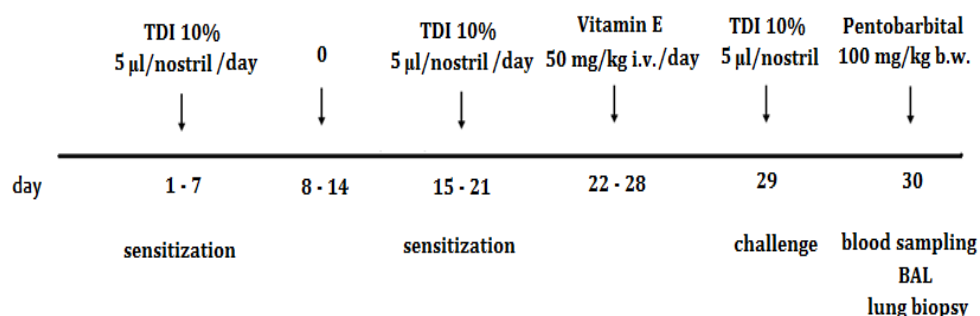 TDI 10%
5 µl/nostril /day
0
TDI 10%
5 µl/nostril /day
Vitamin E
50 mg/kg i.v./day
TDI 10%
5 µl/nostril
Pentobarbital
100 mg/kg b.w.
day
1 - 7
8 - 14
15 - 21
22 - 28
29
30
sensitization
sensitization
challenge
blood sampling
BAL
lung biopsy